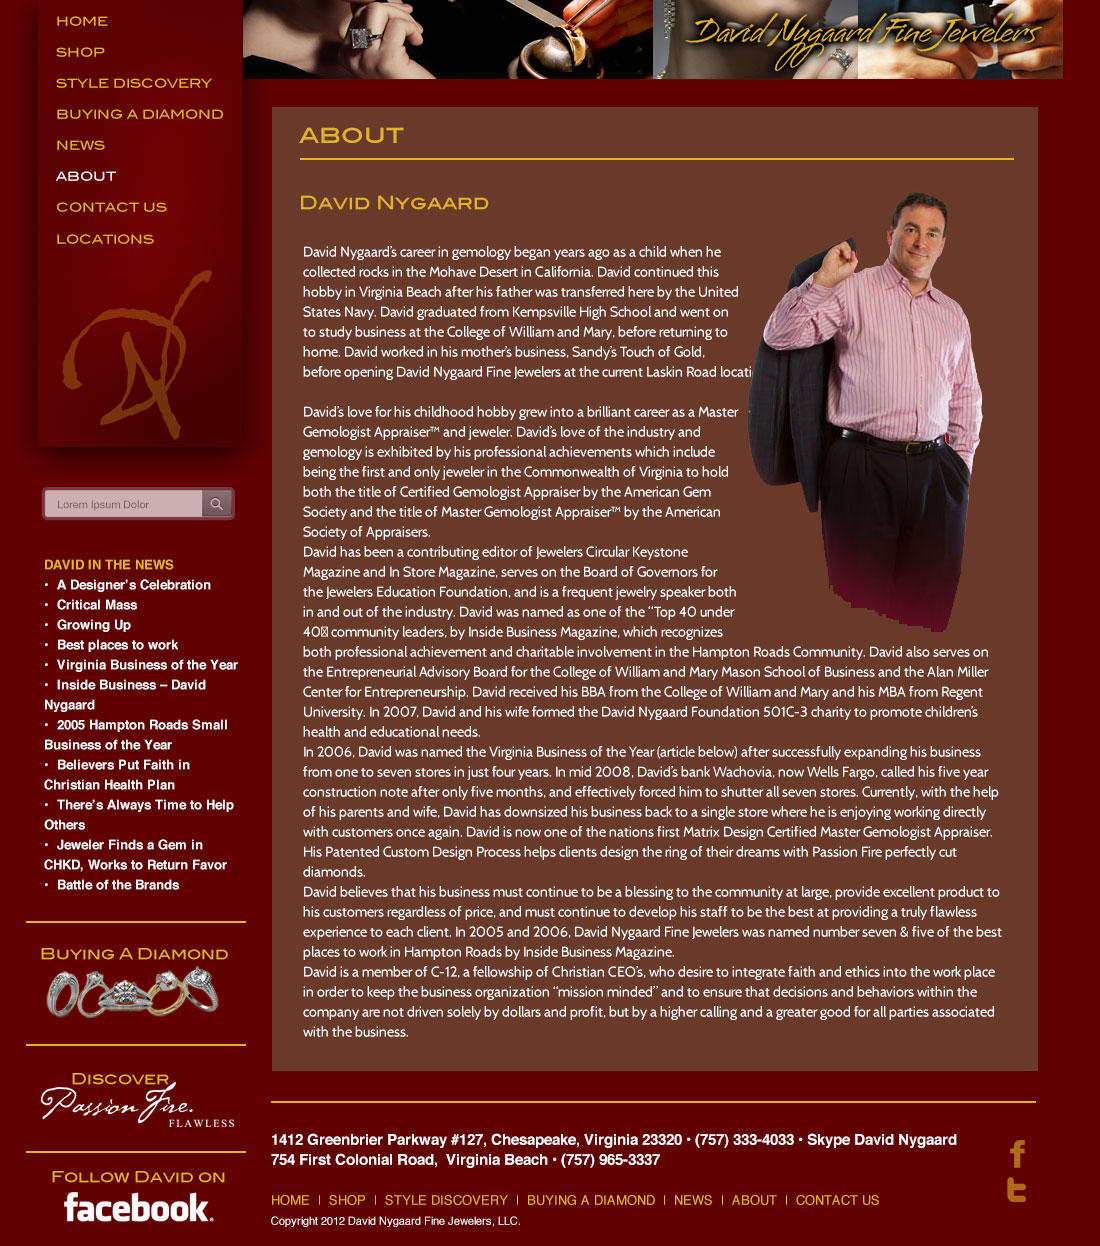 HOME
SHOP
STYLE DISCOVERY
BUYING A DIAMOND
NEWS
ABOUT
CONTACT US
LOCATIONS
David Nygaard Fine Jewelers
Lorem Ipsum Dolor
DAVID IN THE NEWS
• A Designer's Celebration
• Critical Mass
• Growing Up
• Best places to work
• Virginia Business of the Year
• Inside Business – David
Nygaard
• 2005 Hampton Roads Small
Business of the Year
• Believers Put Faith in
Christian Health Plan
• There's Always Time to Help
Others
• Jeweler Finds a Gem in
CHKD, Works to Return Favor
• Battle of the Brands
BUYING A DIAMOND
DISCOVER
Passion Fire.
FLAWLESS
FOLLOW DAVID ON
facebook.
ABOUT
DAVID NYGAARD
David Nygaard's career in gemology began years ago as a child when he
collected rocks in the Mohave Desert in California. David continued this
hobby in Virginia Beach after his father was transferred here by the United
States Navy. David graduated from Kempsville High School and went on
to study business at the College of William and Mary, before returning to
home. David worked in his mother's business, Sandy's Touch of Gold,
before opening David Nygaard Fine Jewelers at the current Laskin Road locati
David's love for his childhood hobby grew into a brilliant career as a Master
Gemologist Appraiser™ and jeweler. David's love of the industry and
gemology is exhibited by his professional achievements which include
being the first and only jeweler in the Commonwealth of Virginia to hold
both the title of Certified Gemologist Appraiser by the American Gem
Society and the title of Master Gemologist Appraiser™ by the American
Society of Appraisers.
David has been a contributing editor of Jewelers Circular Keystone
Magazine and In Store Magazine, serves on the Board of Governors for
the Jewelers Education Foundation, and is a frequent jewelry speaker both
in and out of the industry. David was named as one of the “Top 40 under
40 community leaders, by Inside Business Magazine, which recognizes
both professional achievement and charitable involvement in the Hampton Roads Community. David also serves on
the Entrepreneurial Advisory Board for the College of William and Mary Mason School of Business and the Alan Miller
Center for Entrepreneurship. David received his BBA from the College of William and Mary and his MBA from Regent
University. In 2007, David and his wife formed the David Nygaard Foundation 501C-3 charity to promote children's
health and educational needs.
In 2006, David was named the Virginia Business of the Year (article below) after successfully expanding his business
from one to seven stores in just four years. In mid 2008, David's bank Wachovia, now Wells Fargo, called his five year
construction note after only five months, and effectively forced him to shutter all seven stores. Currently, with the help
of his parents and wife, David has downsized his business back to a single store where he is enjoying working directly
with customers once again. David is now one of the nations first Matrix Design Certified Master Gemologist Appraiser.
His Patented Custom Design Process helps clients design the ring of their dreams with Passion Fire perfectly cut
diamonds.
David believes that his business must continue to be a blessing to the community at large, provide excellent product to
his customers regardless of price, and must continue to develop his staff to be the best at providing a truly flawless
experience to each client. In 2005 and 2006, David Nygaard Fine Jewelers was named number seven & five of the best
places to work in Hampton Roads by Inside Business Magazine.
David is a member of C-12, a fellowship of Christian CEO's, who desire to integrate faith and ethics into the work place
in order to keep the business organization “mission minded” and to ensure that decisions and behaviors within the
company are not driven solely by dollars and profit, but by a higher calling and a greater good for all parties associated
with the business.
1412 Greenbrier Parkway #127, Chesapeake, Virginia 23320 • (757) 333-4033 • Skype David Nygaard
754 First Colonial Road, Virginia Beach • (757) 965-3337
HOME | SHOP | STYLE DISCOVERY | BUYING A DIAMOND | NEWS | ABOUT | CONTACT US
Copyright 2012 David Nygaard Fine Jewelers, LLC.